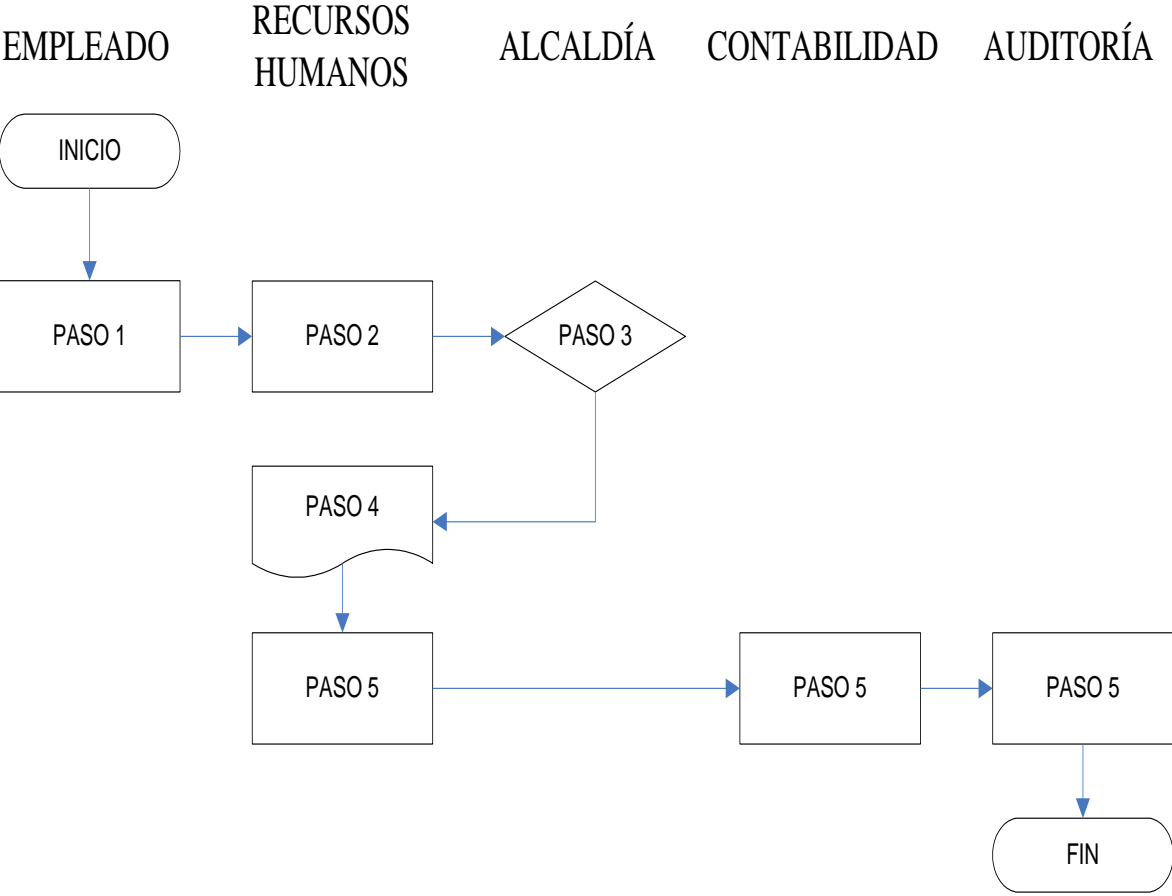 EMPLEADO
RECURSOS
HUMANOS
ALCALDÍA
CONTABILIDAD
AUDITORÍA
INICIO
PASO 1
PASO 2
PASO 3
PASO 4
PASO 5
PASO 5
PASO 5
FIN